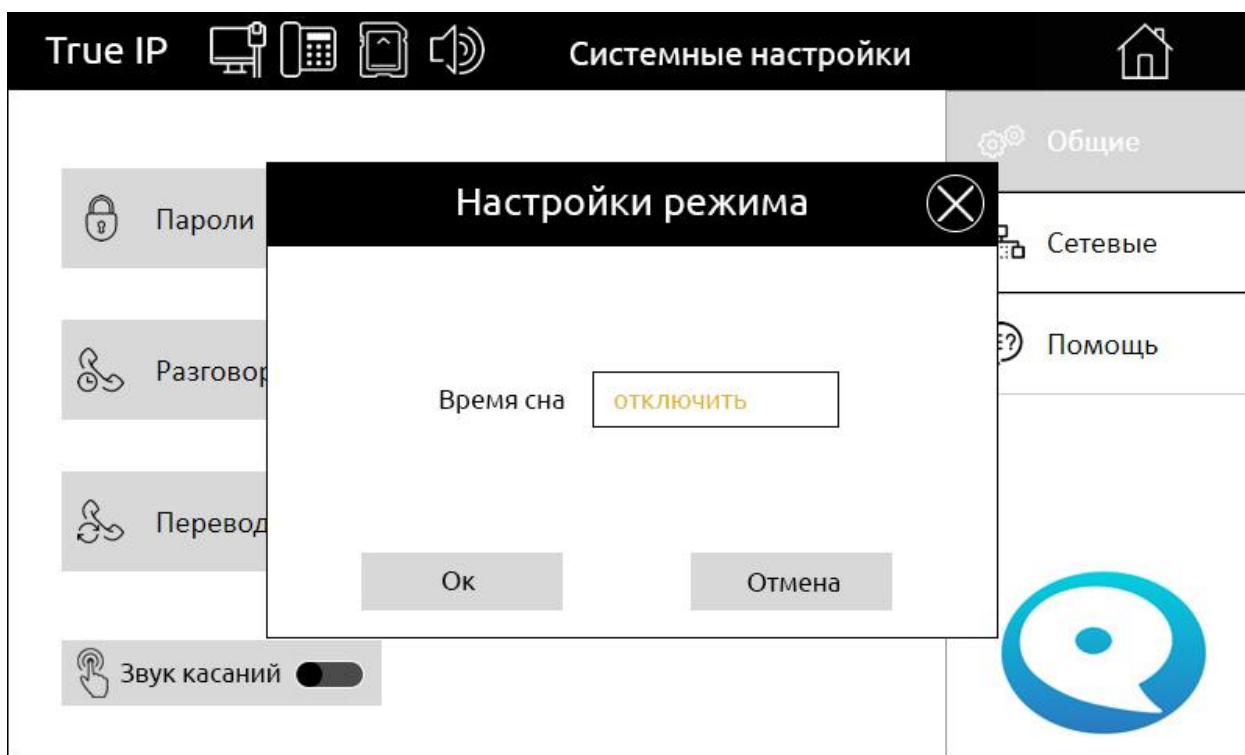 True IP Системные настройки
Общие
Настройки режима
Пароли
Сетевые
Помощь
Разговор
Время сна отключить
Перевод
Ок Отмена
Звук касаний